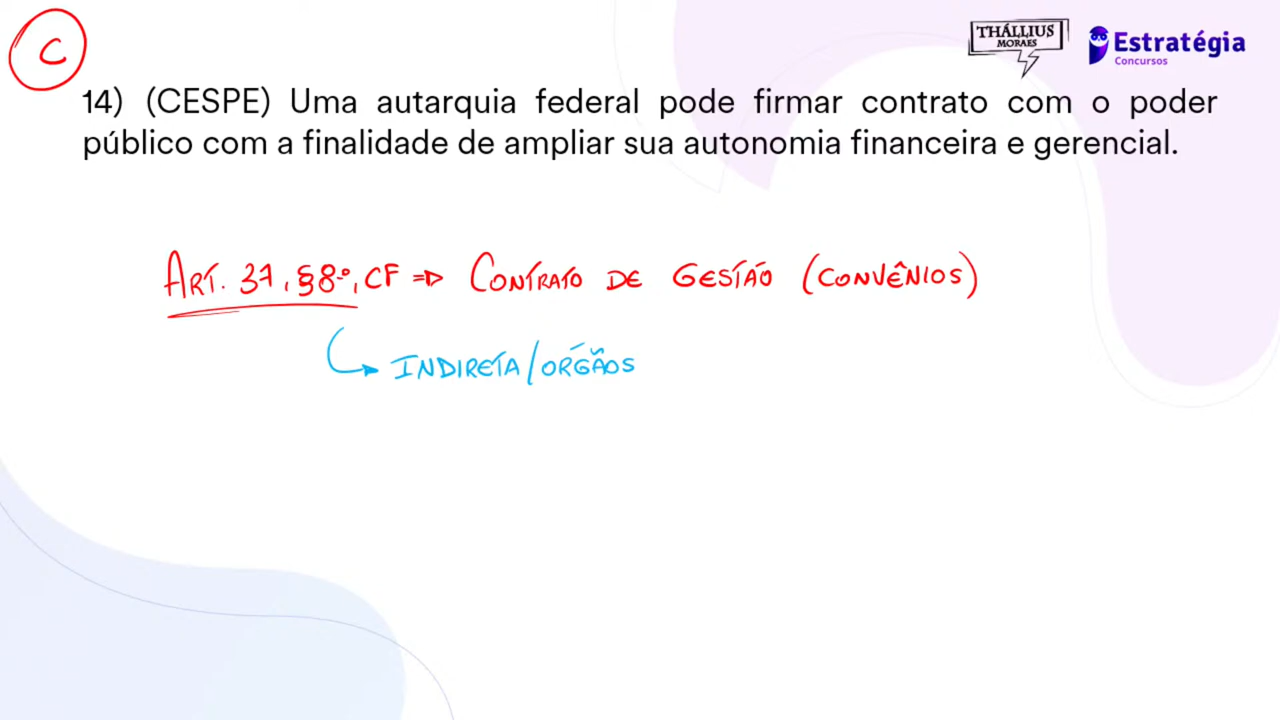 C
THÁLLIUS
MORAES
Estratégia
Concursos
14) (CESPE) Uma autarquia federal pode firmar contrato com o poder
público com a finalidade de ampliar sua autonomia financeira e gerencial.
ART. 37, §8º, CF ⇒ CONTRATO DE GESTÃO (CONVÊNIOS)
INDIRETA/ÓRGÃOS